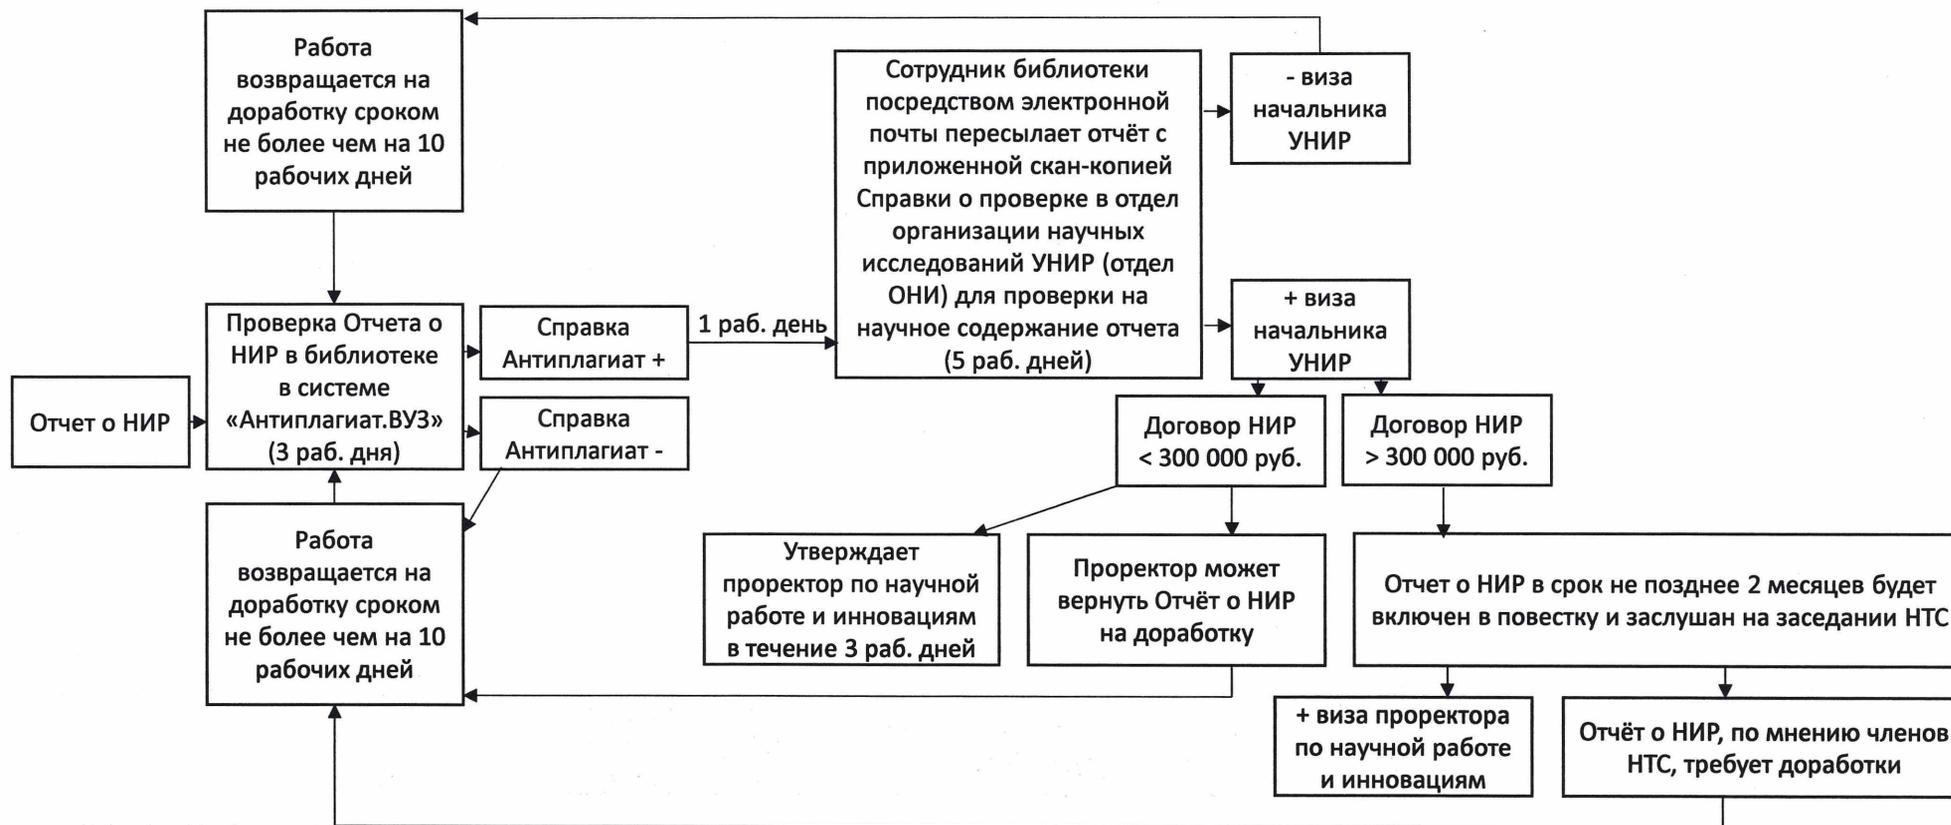 Работа
возвращается на
доработку сроком
не более чем на 10
рабочих дней
Сотрудник библиотеки
посредством электронной
почты пересылает отчёт с
приложенной скан-копией
Справки о проверке в отдел
организации научных
исследований УНИР (отдел
ОНИ) для проверки на
научное содержание отчета
(5 раб. дней)
- виза
начальника
УНИР
+ виза
начальника
УНИР
Отчет о НИР
Проверка Отчета о
НИР в библиотеке
в системе
«Антиплагиат.ВУЗ»
(3 раб. дня)
Справка
Антиплагиат +
1 раб. день
Справка
Антиплагиат -
Договор НИР
< 300 000 руб.
Договор НИР
> 300 000 руб.
Работа
возвращается на
доработку сроком
не более чем на 10
рабочих дней
Утверждает
проректор по научной
работе и инновациям
в течение 3 раб. дней
Проректор может
вернуть Отчёт о НИР
на доработку
Отчет о НИР в срок не позднее 2 месяцев будет
включен в повестку и заслушан на заседании НТС
+ виза проректора
по научной работе
и инновациям
Отчёт о НИР, по мнению членов
НТС, требует доработки